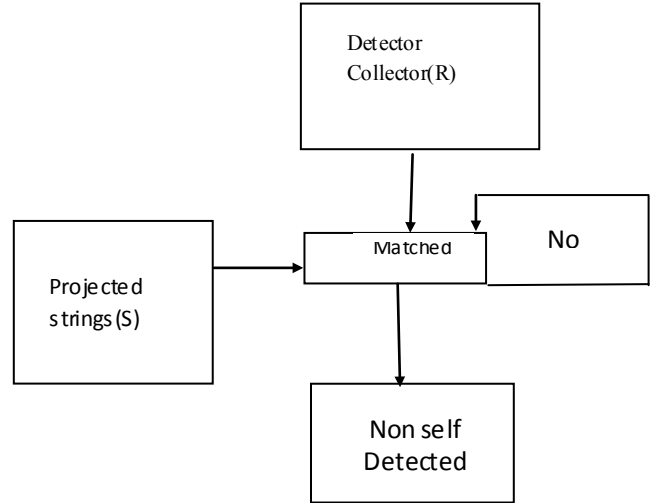 Detector
Collector(R)
Matched
No
Projected
strings(S)
Non self
Detected